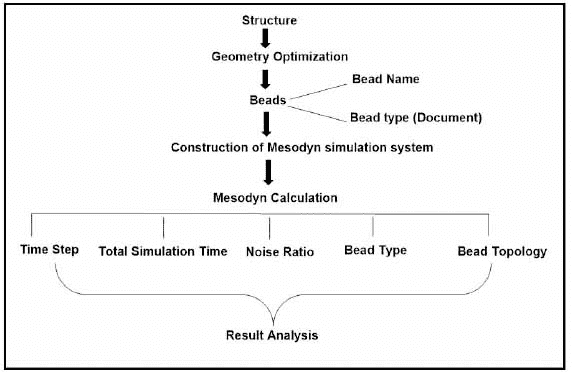 Structure
Geometry Optimization
Bead Name
Beads
Bead type (Document)
Construction of Mesodyn simulation system
Mesodyn Calculation
Time Step
Total Simulation Time
Noise Ratio
Bead Type
Bead Topology
Result Analysis